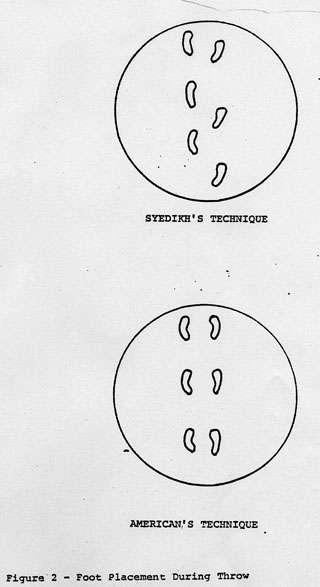 SYEDIKH'S TECHNIQUE
AMERICAN'S TECHNIQUE
Figure 2 - Foot Placement During Throw